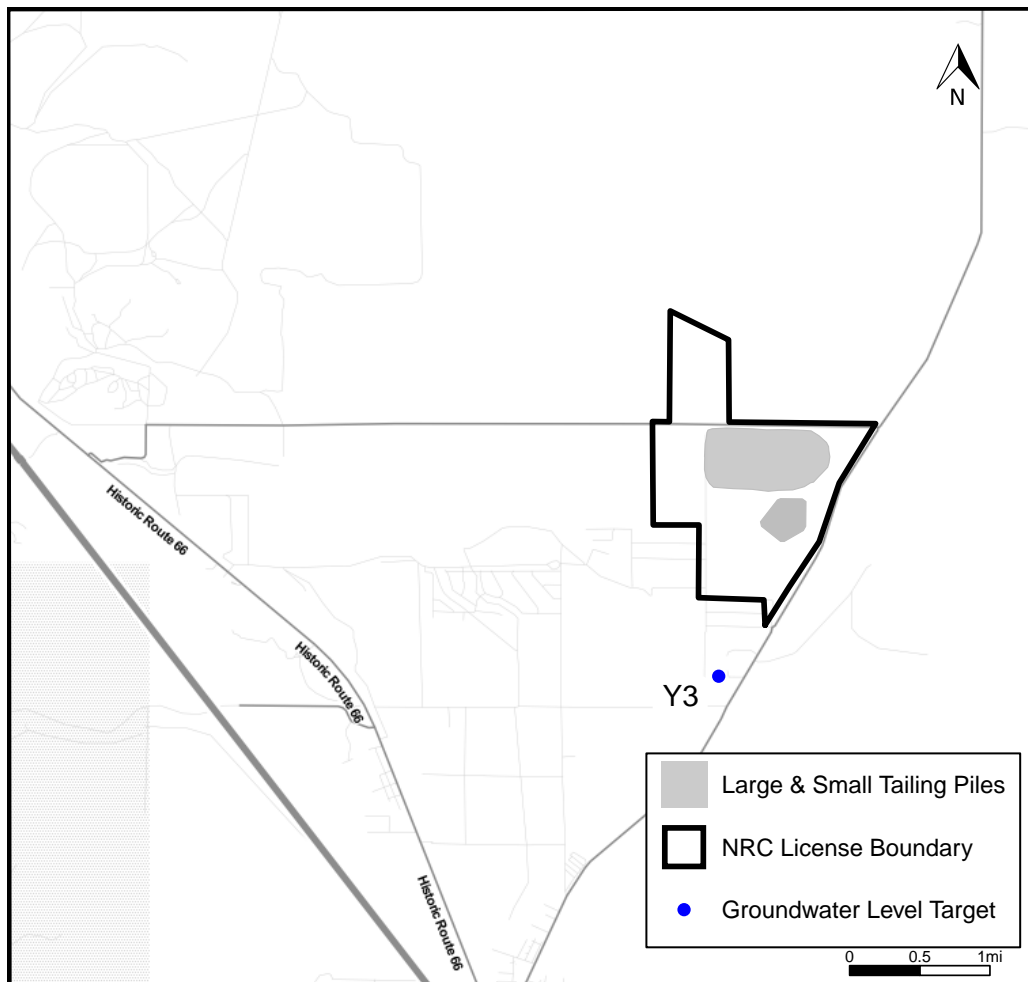 N
Historic Route 66
Historic Route 66
Y3
Historic Route 66
Large & Small Tailing Piles
NRC License Boundary
Groundwater Level Target
0 0.5 1mi